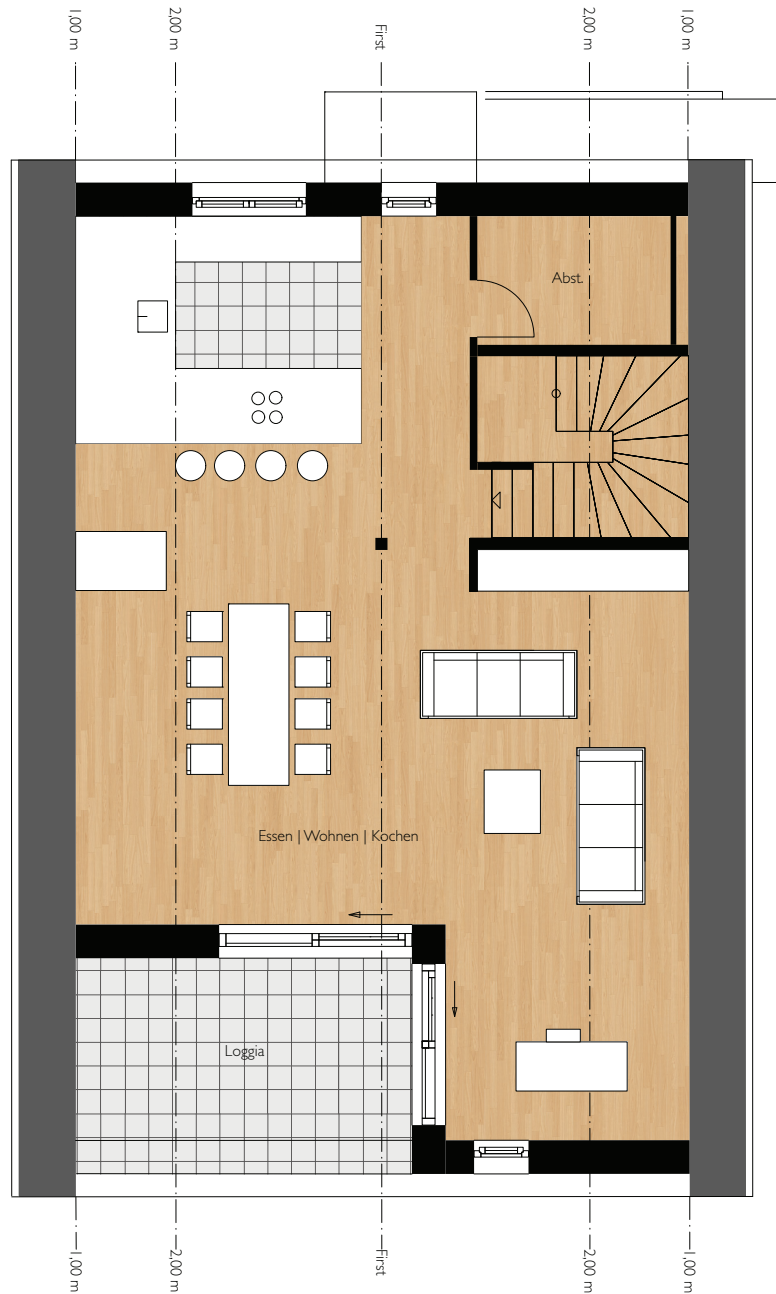 1,00 m
2,00 m
First
2,00 m
1,00 m
Abst.
Essen | Wohnen | Kochen
Loggia
1,00 m
2,00 m
First
2,00 m
1,00 m